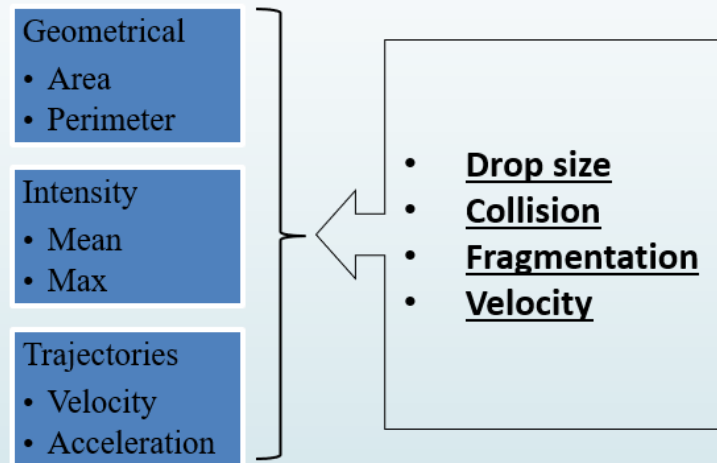 Geometrical
• Area
• Perimeter
Intensity
• Mean
• Max
Trajectories
• Velocity
• Acceleration
• Drop size
• Collision
• Fragmentation
• Velocity